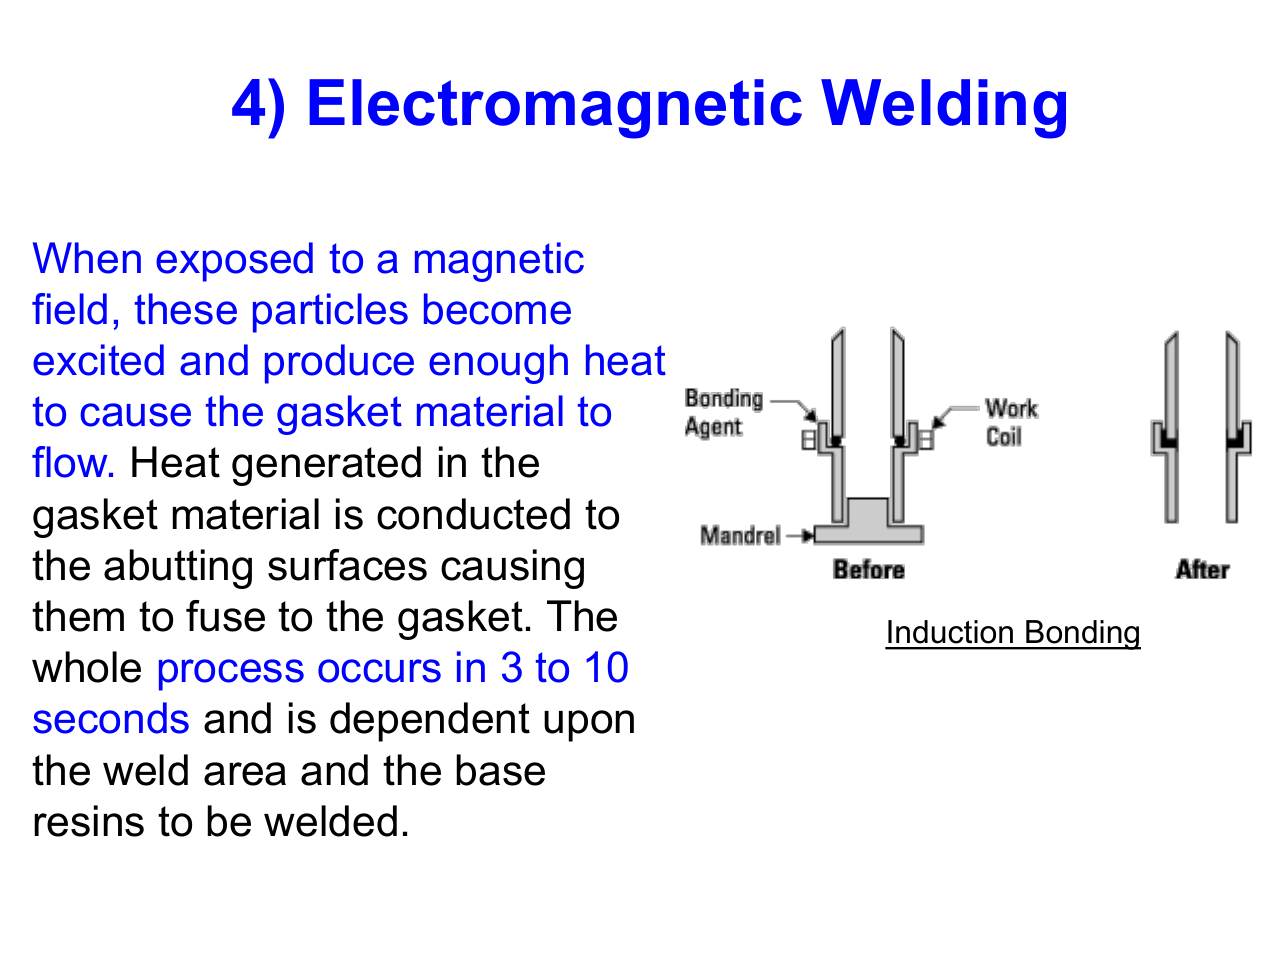 4) Electromagnetic Welding
When exposed to a magnetic
field, these particles become
excited and produce enough heat
to cause the gasket material to
flow. Heat generated in the
gasket material is conducted to
the abutting surfaces causing
them to fuse to the gasket. The
whole process occurs in 3 to 10
seconds and is dependent upon
the weld area and the base
resins to be welded.
Bonding
Agent
Work
Coil
Mandrel
Before
After
Induction Bonding